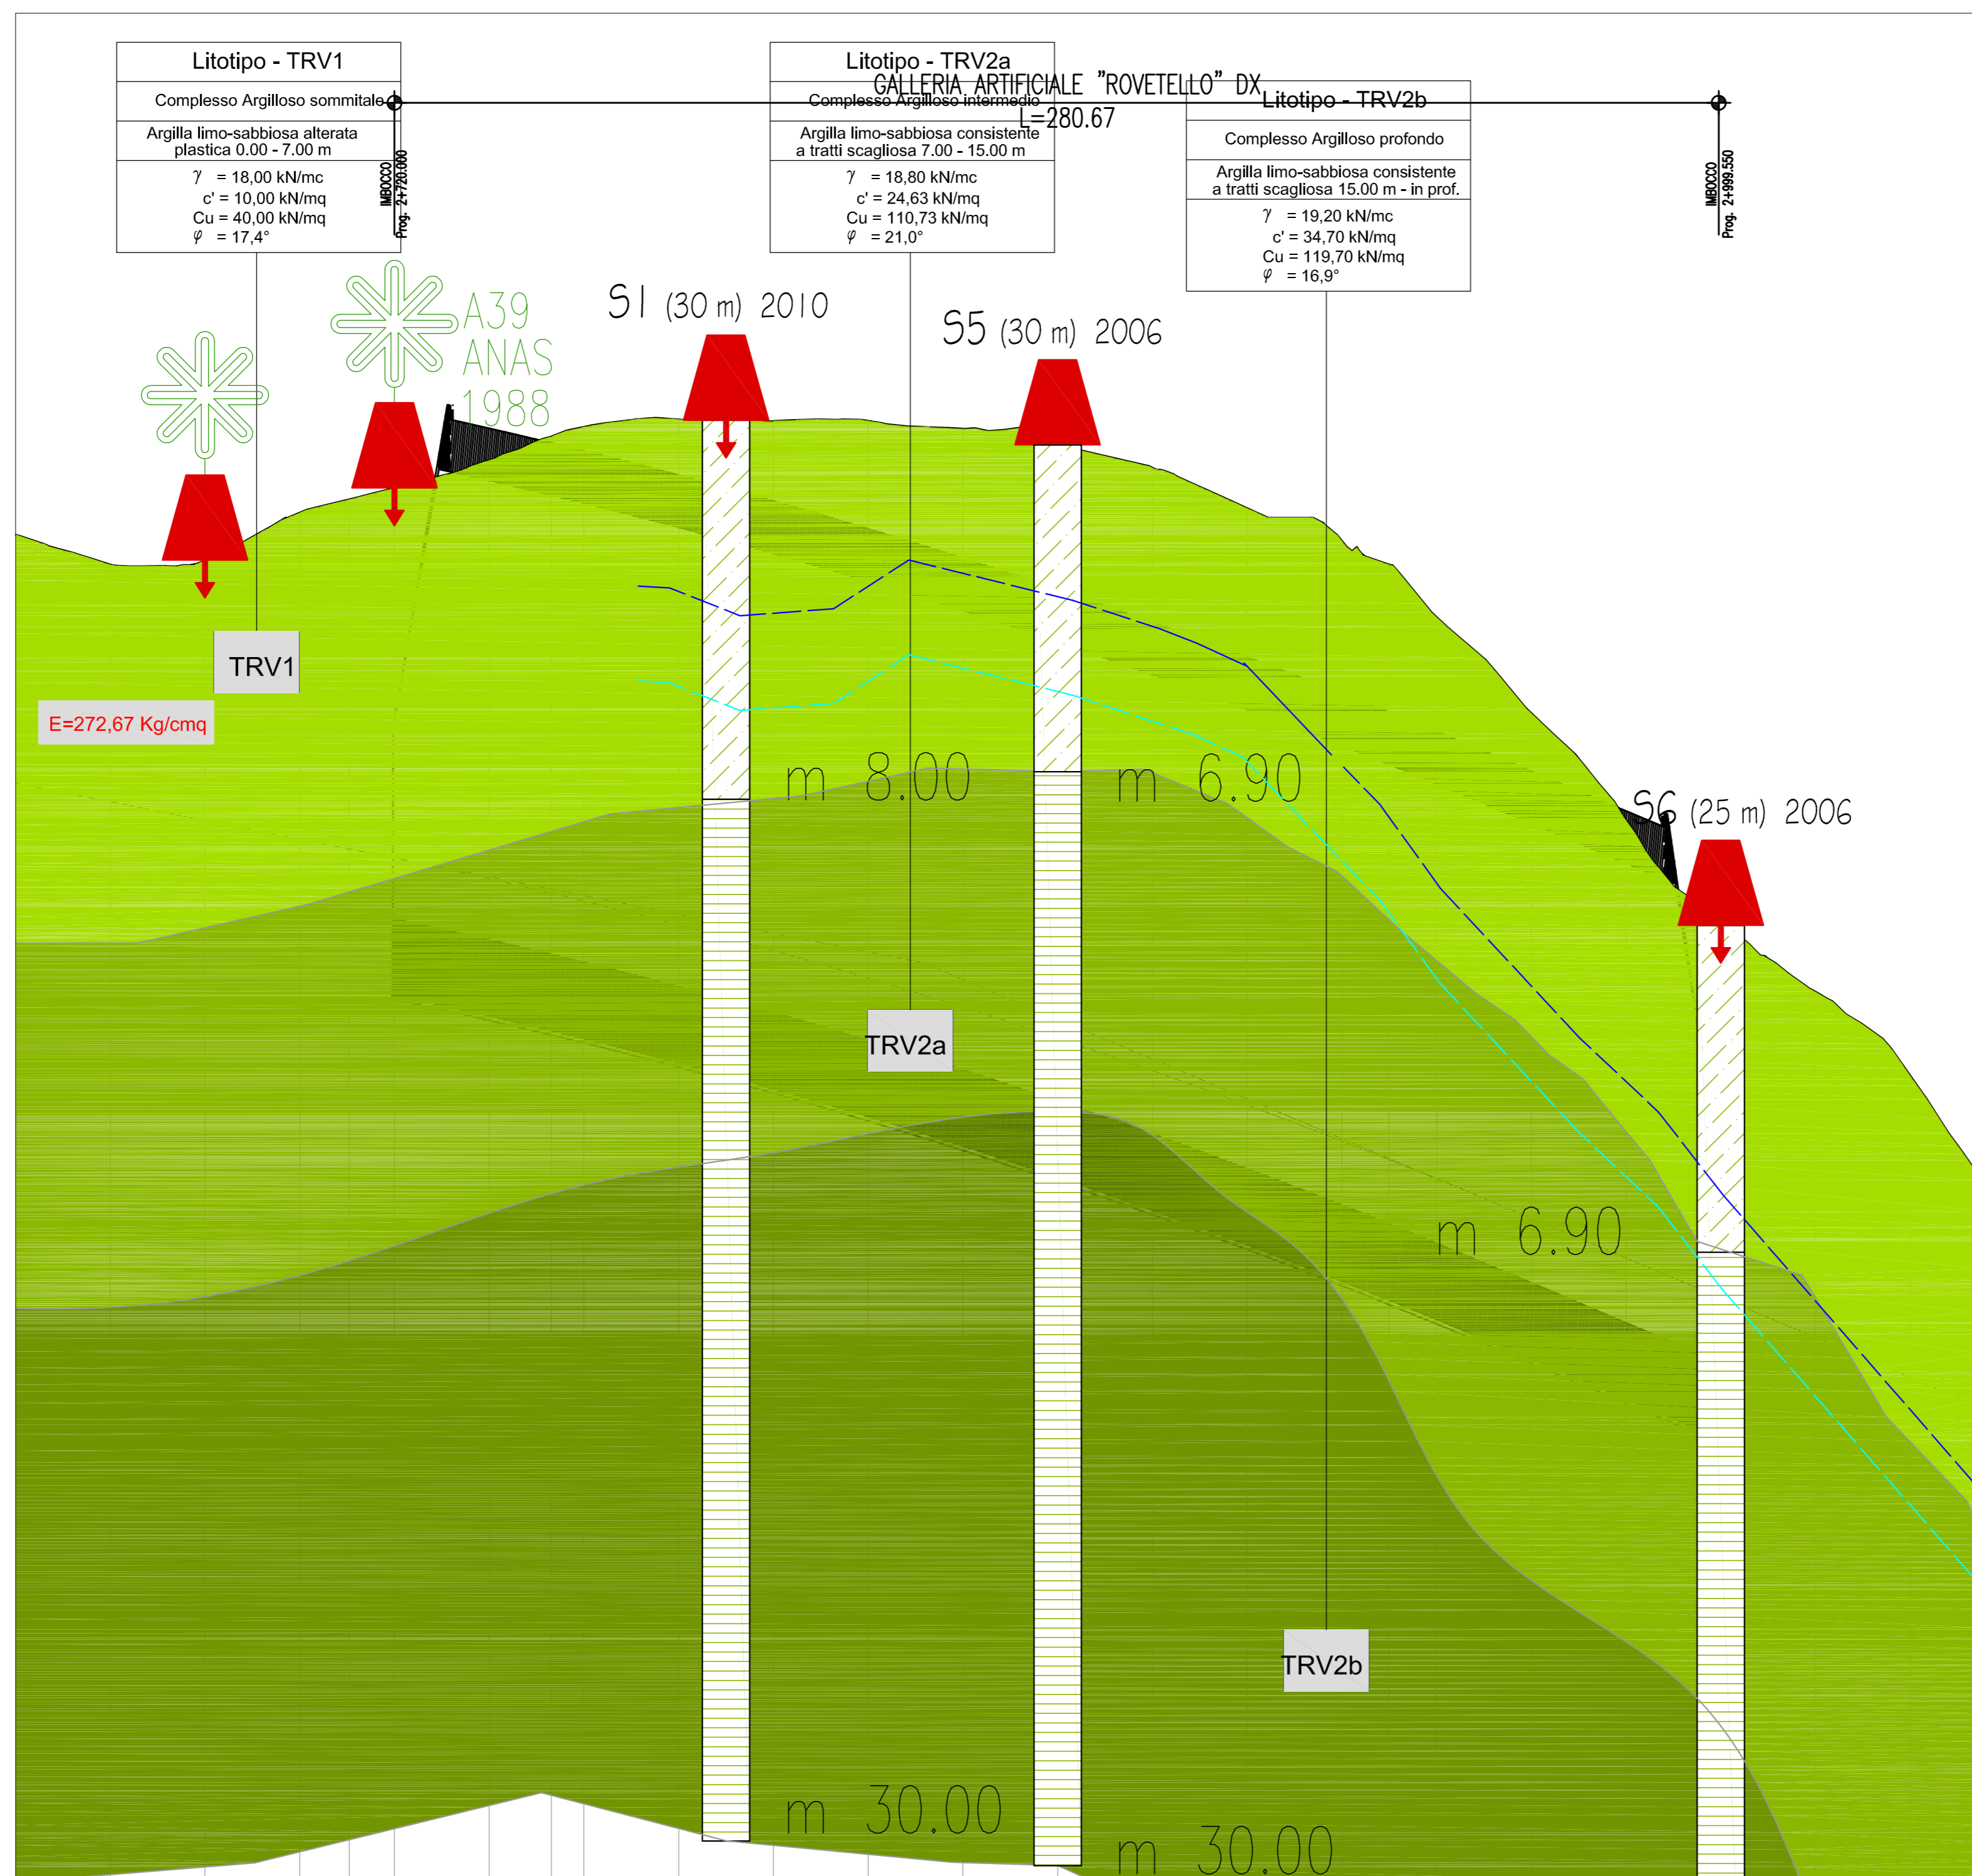 Litotipo - TRV1
Complesso Argilloso sommitale
Argilla limo-sabbiosa alterata
plastica 0.00 - 7.00 m
γ = 18,00 kN/mc
c' = 10,00 kN/mq
Cu = 40,00 kN/mq
φ = 17,4°
IMBOCCO
Prog. 2+720.000
GALLERIA ARTIFICIALE "ROVETELLO" DX
L=280.67
Litotipo - TRV2a
Complesso Argilloso intermedio
Argilla limo-sabbiosa consistente
a tratti scagliosa 7.00 - 15.00 m
γ = 18,80 kN/mc
c' = 24,63 kN/mq
Cu = 110,73 kN/mq
φ = 21,0°
Litotipo - TRV2b
Complesso Argilloso profondo
Argilla limo-sabbiosa consistente
a tratti scagliosa 15.00 m - in prof.
γ = 19,20 kN/mc
c' = 34,70 kN/mq
Cu = 119,70 kN/mq
φ = 16,9°
IMBOCCO
Prog. 2+999.550
A39
ANAS
1988
S1 (30 m) 2010
S5 (30 m) 2006
S6 (25 m) 2006
TRV1
E=272,67 Kg/cmq
m 8.00
m 6.90
TRV2a
m 6.90
TRV2b
m 30.00
m 30.00